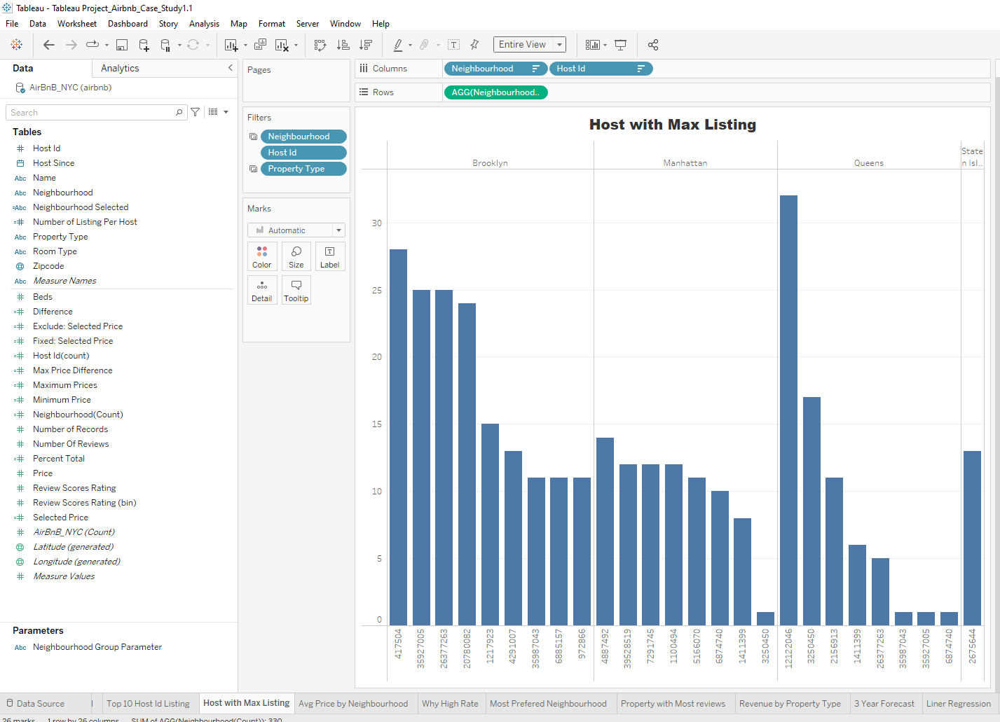 Tableau - Tableau Project_Airbnb_Case_Study1.1
File Data Worksheet Dashboard Story Analysis Map Format Server Window Help
Entire View
Data Analytics
AirBnB_NYC (airbnb)
Search
Tables
Host Id
Host Since
Abc Name
Abc Neighbourhood
=Abc Neighbourhood Selected
=# Number of Listing Per Host
Abc Property Type
Abc Room Type
Zipcode
Abc Measure Names
Beds
Difference
Exclude: Selected Price
Fixed: Selected Price
Host Id(count)
Max Price Difference
Maximum Prices
Minimum Price
Neighbourhood(Count)
Number of Records
Number Of Reviews
Percent Total
Price
Review Scores Rating
Review Scores Rating (bin)
Selected Price
AirBnB_NYC (Count)
Latitude (generated)
Longitude (generated)
Measure Values
Parameters
Abc Neighbourhood Group Parameter
Pages
Filters
Neighbourhood
Host Id
Property Type
Marks
Automatic
Color Size Label
Detail Tooltip
Columns Neighbourhood Host Id
Rows AGG(Neighbourhood..
Host with Max Listing
Brooklyn Manhattan Queens State
n Isl..
30
25
20
15
10
5
0
417504
35927005
26377263
20780082
1217923
4291007
35987043
6885157
972866
4887492
39528519
7291745
1100494
5166070
6874740
1411399
3250450
12122046
3250450
2156913
1411399
26377263
35987043
35927005
6874740
2675644
Data Source Top 10 Host Id Listing Host with Max Listing Avg Price by Neighbourhood Why High Rate Most Prefered Neighbourhood Property with Most reviews Revenue by Property Type 3 Year Forecast Liner Regression
26 marks 1 row by 26 columns SUM of AGG(Neighbourhood(Count)): 330